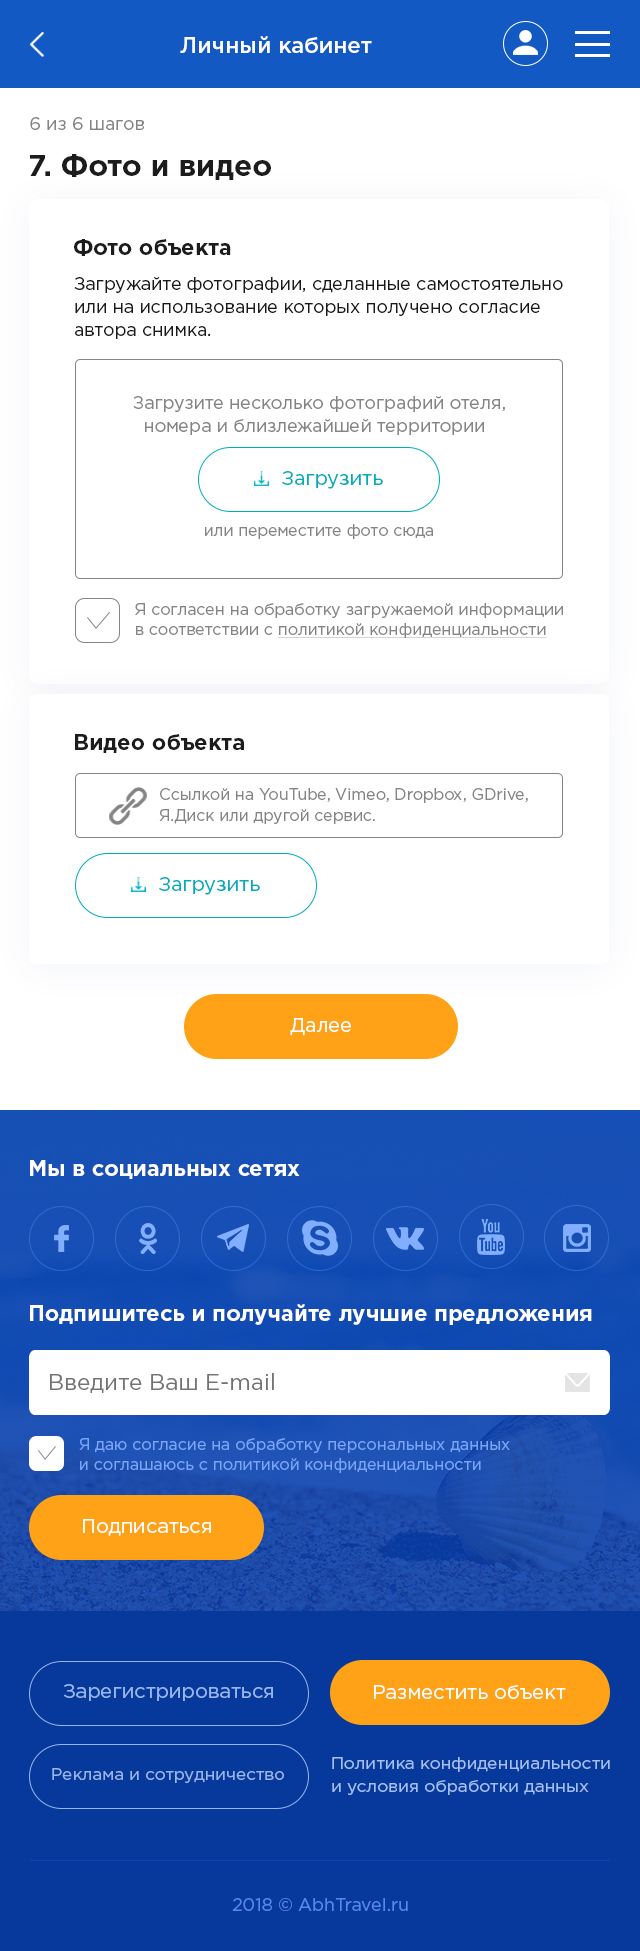 Личный кабинет
6 из 6 шагов
7. Фото и видео
Фото объекта
Загружайте фотографии, сделанные самостоятельно
или на использование которых получено согласие
автора снимка.
Загрузите несколько фотографий отеля,
номера и близлежайшей территории
Загрузить
или переместите фото сюда
Я согласен на обработку загружаемой информации
в соответствии с политикой конфиденциальности
Видео объекта
Ссылкой на YouTube, Vimeo, Dropbox, GDrive,
Я.Диск или другой сервис.
Загрузить
Далее
Мы в социальных сетях
You
Tube
Подпишитесь и получайте лучшие предложения
Введите Ваш E-mail
Я даю согласие на обработку персональных данных
и соглашаюсь с политикой конфиденциальности
Подписаться
Зарегистрироваться
Разместить объект
Реклама и сотрудничество
Политика конфиденциальности
и условия обработки данных
2018 © AbhTravel.ru